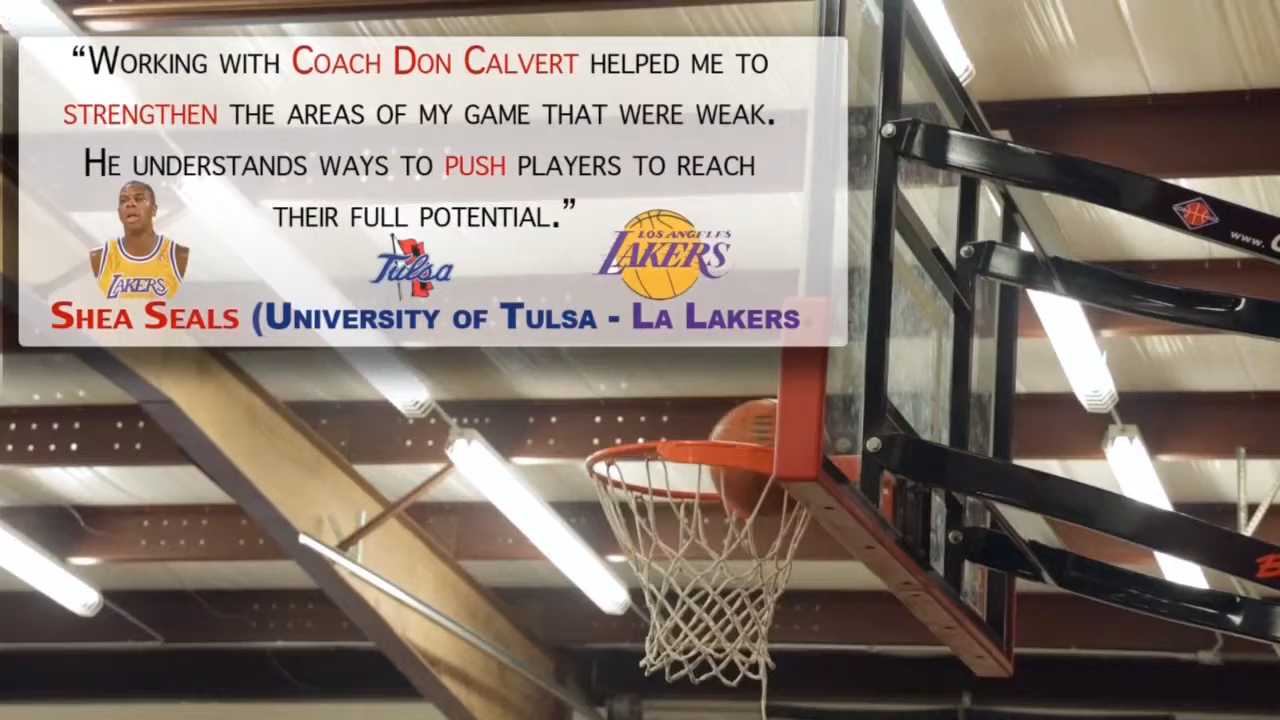 “Working with Coach Don Calvert helped me to
strengthen the areas of my game that were weak.
He understands ways to push players to reach
their full potential.”
LAKERS
Tulsa
LOS ANGELES
LAKERS
Shea Seals (University of Tulsa - La Lakers
www.